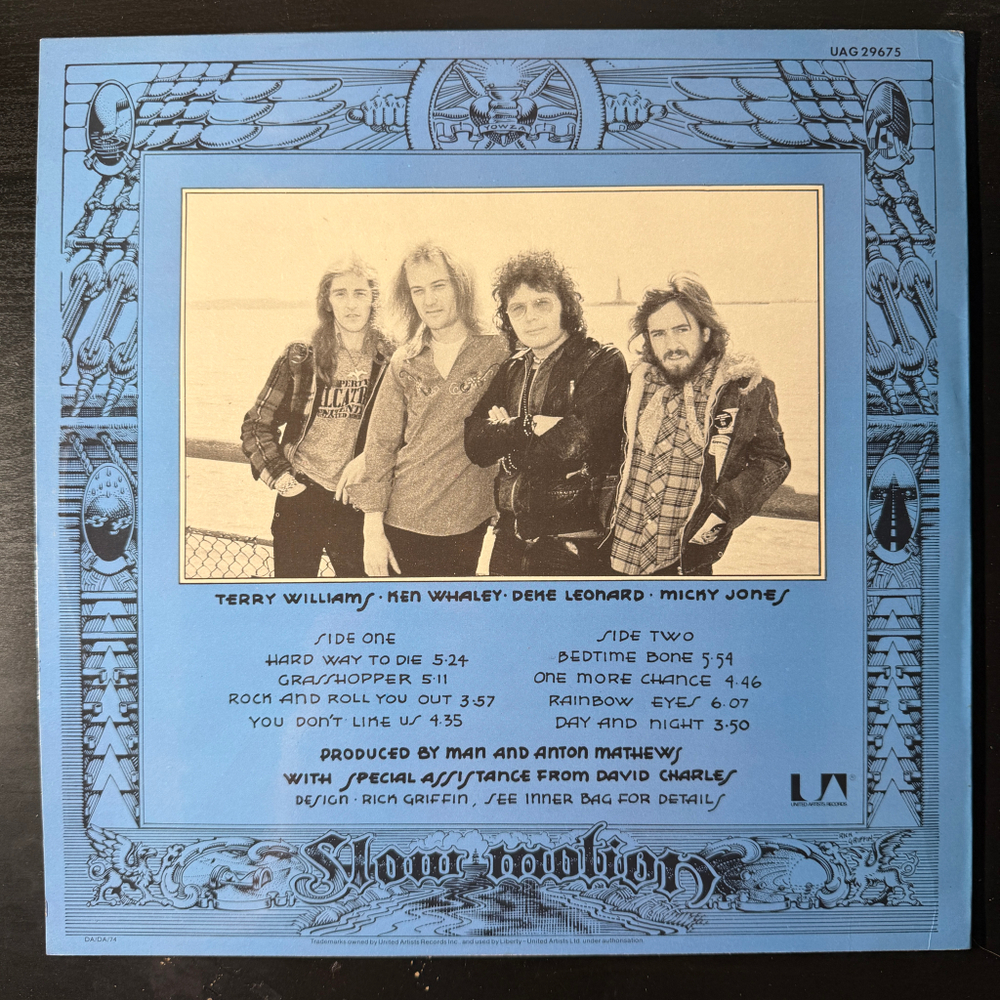 UAG 29675
YOWZA
PERTY
LCAT
TERRY WILLIAMS · KEN WHALEY · DEKE LEONARD · MICKY JONES
SIDE ONE
HARD WAY TO DIE 5·24
GRASSHOPPER 5·11
ROCK AND ROLL YOU OUT 3·57
YOU DON'T LIKE US 4.35
SIDE TWO
BEDTIME BONE 5·54
ONE MORE CHANCE 4·46
RAINBOW EYES 6·07
DAY AND NIGHT 3·50
PRODUCED BY MAN AND ANTON MATHEWS
WITH SPECIAL ASSISTANCE FROM DAVID CHARLES
DESIGN · RICK GRIFFIN, SEE INNER BAG FOR DETAILS
UA®
UNITED ARTISTS RECORDS
RICK
GRIFFIN
Slow motion
DA/DA/74
Trademarks owned by United Artists Records Inc. and used by Liberty-United Artists Ltd. under authorisation.